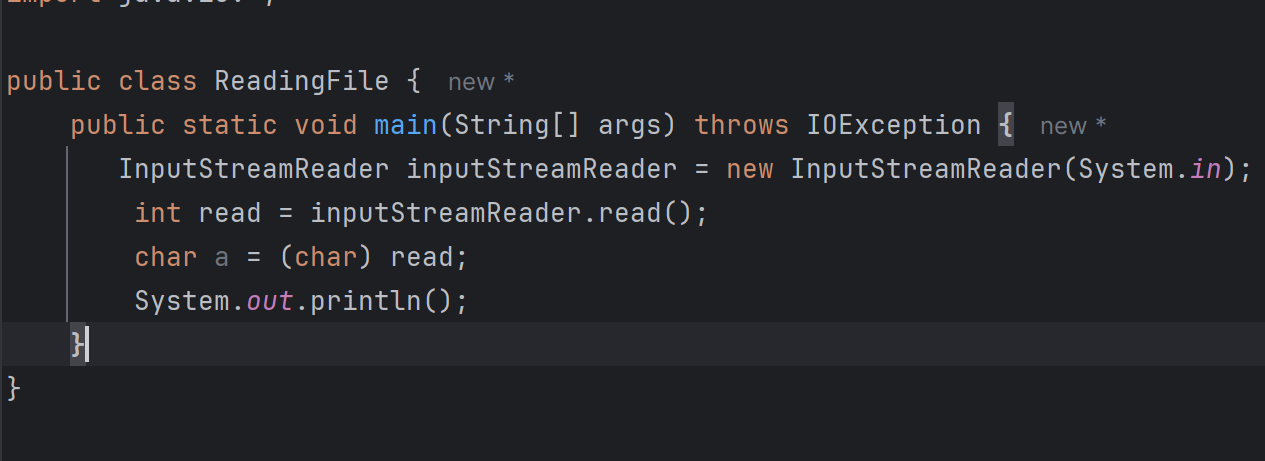 public class ReadingFile { new *
public static void main(String[] args) throws IOException { new *
InputStreamReader inputStreamReader = new InputStreamReader(System.in);
int read = inputStreamReader.read();
char a = (char) read;
System.out.println();
}
}